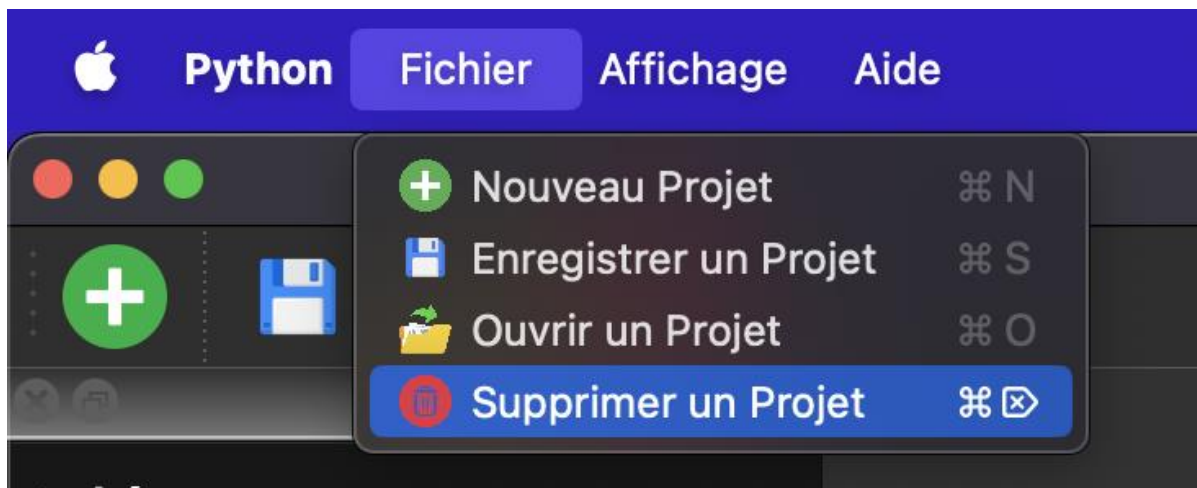 Python Fichier Affichage Aide
Nouveau Projet ⌘ N
Enregistrer un Projet ⌘ S
Ouvrir un Projet ⌘ O
Supprimer un Projet ⌘ ⌦